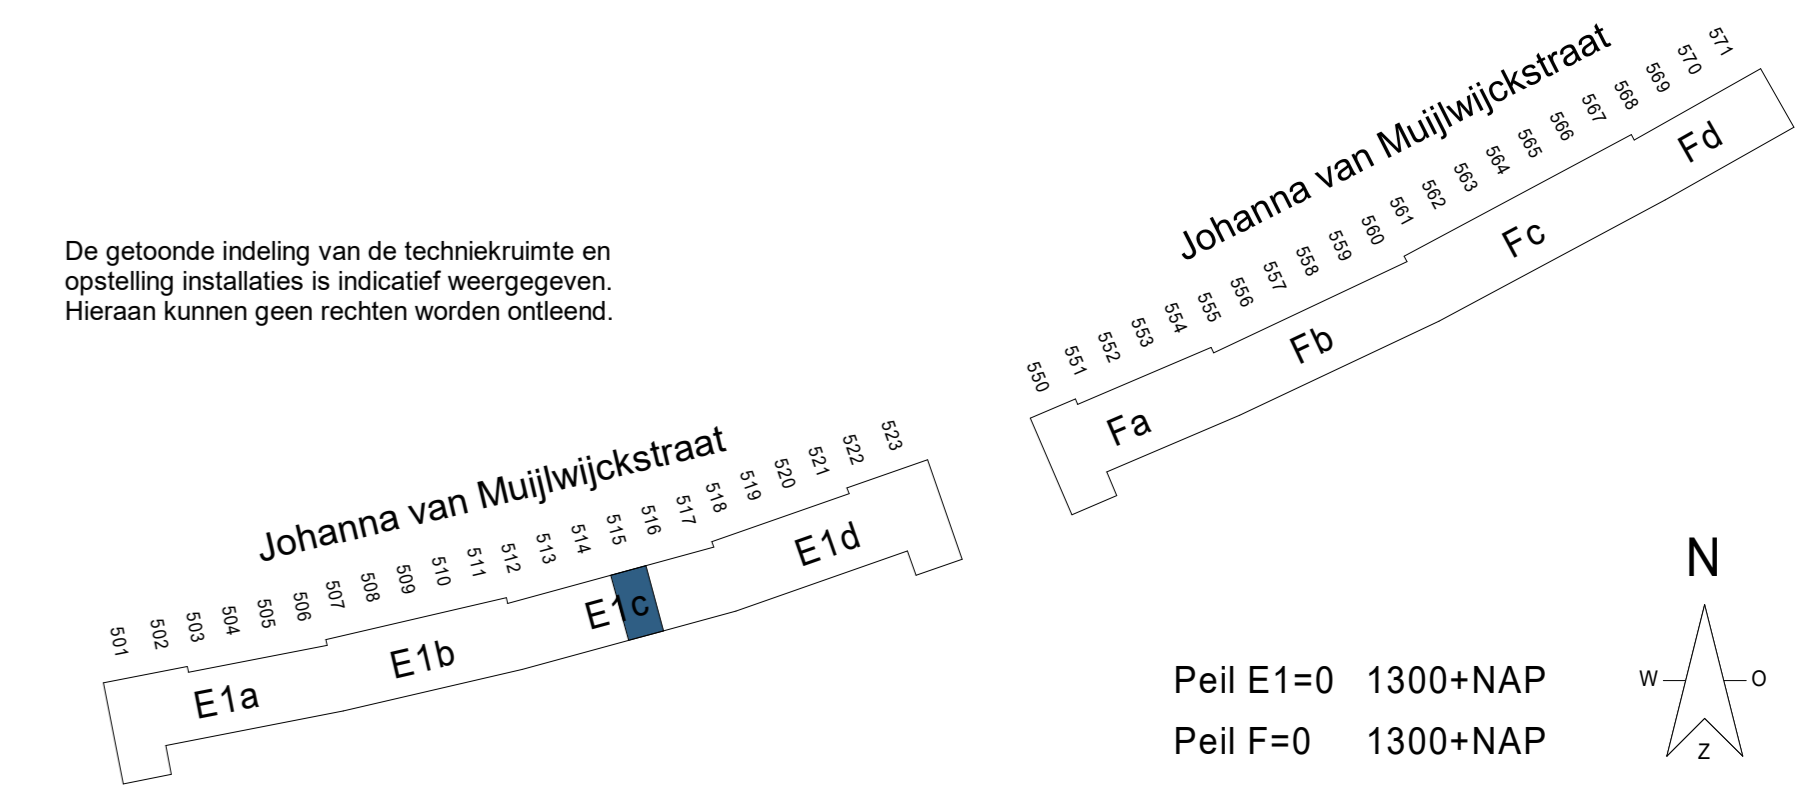 De getoonde indeling van de techniekruimte en
opstelling installaties is indicatief weergegeven.
Hieraan kunnen geen rechten worden ontleend.
Johanna van Muijlwijckstraat
550 551 552 553 554 555 556 557 558 559 560 561 562 563 564 565 566 567 568 569 570 571
Fa Fb Fc Fd
Johanna van Muijlwijckstraat
501 502 503 504 505 506 507 508 509 510 511 512 513 514 515 516 517 518 519 520 521 522 523
E1a E1b E1c E1d
Peil E1=0 1300+NAP
Peil F=0 1300+NAP
N
W O
Z